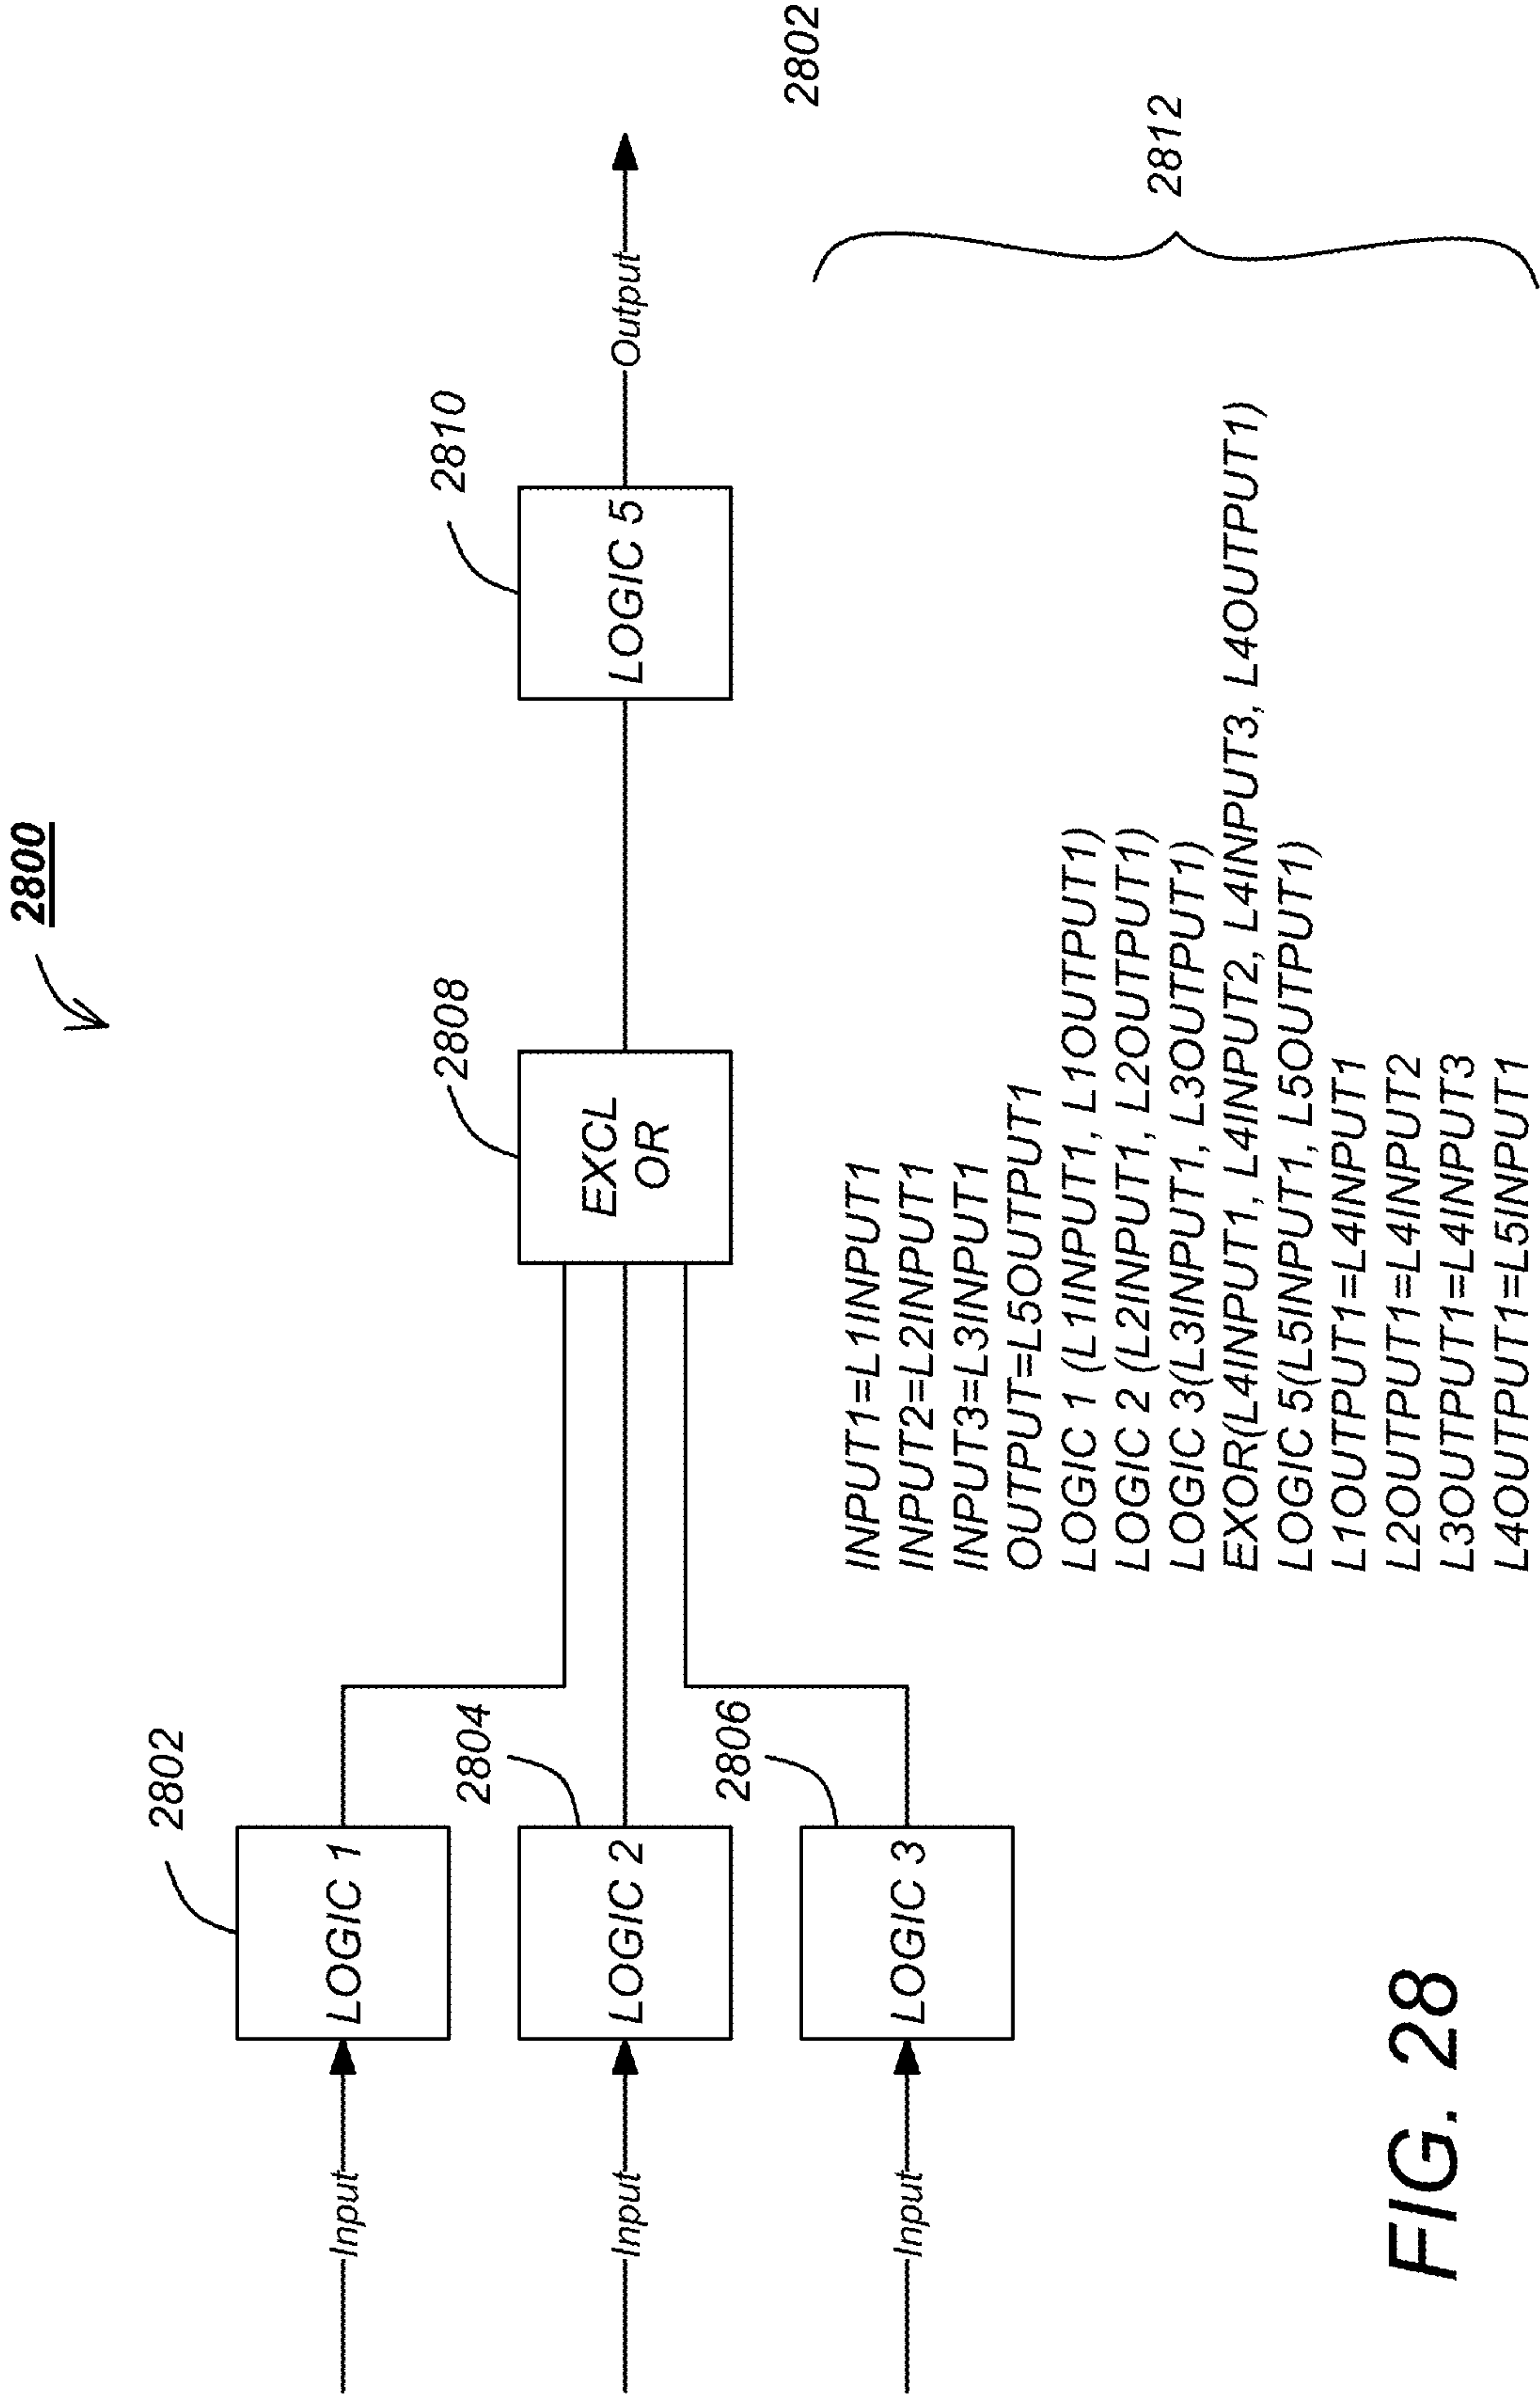 2800
2802
LOGIC 1
Input
2804
LOGIC 2
Input
2806
LOGIC 3
Input
2808
EXCL
OR
2810
LOGIC 5
Output
2802
INPUT1=L1INPUT1
INPUT2=L2INPUT1
INPUT3=L3INPUT1
OUTPUT=L5OUTPUT1
LOGIC 1 (L1INPUT1, L1OUTPUT1)
LOGIC 2 (L2INPUT1, L2OUTPUT1)
LOGIC 3(L3INPUT1, L3OUTPUT1)
EXOR(L4INPUT1, L4INPUT2, L4INPUT3, L4OUTPUT1)
LOGIC 5(L5INPUT1, L5OUTPUT1)
L1OUTPUT1=L4INPUT1
L2OUTPUT1=L4INPUT2
L3OUTPUT1=L4INPUT3
L4OUTPUT1=L5INPUT1
2812
FIG. 28